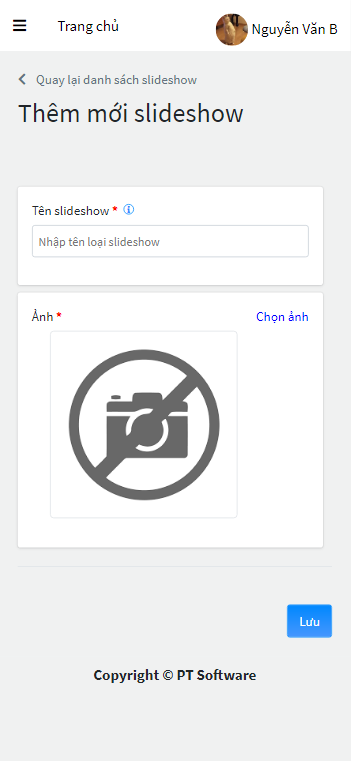 Trang chủ
Nguyễn Văn B
Quay lại danh sách slideshow
Thêm mới slideshow
Tên slideshow *
Nhập tên loại slideshow
Ảnh *
Chọn ảnh
Lưu
Copyright © PT Software